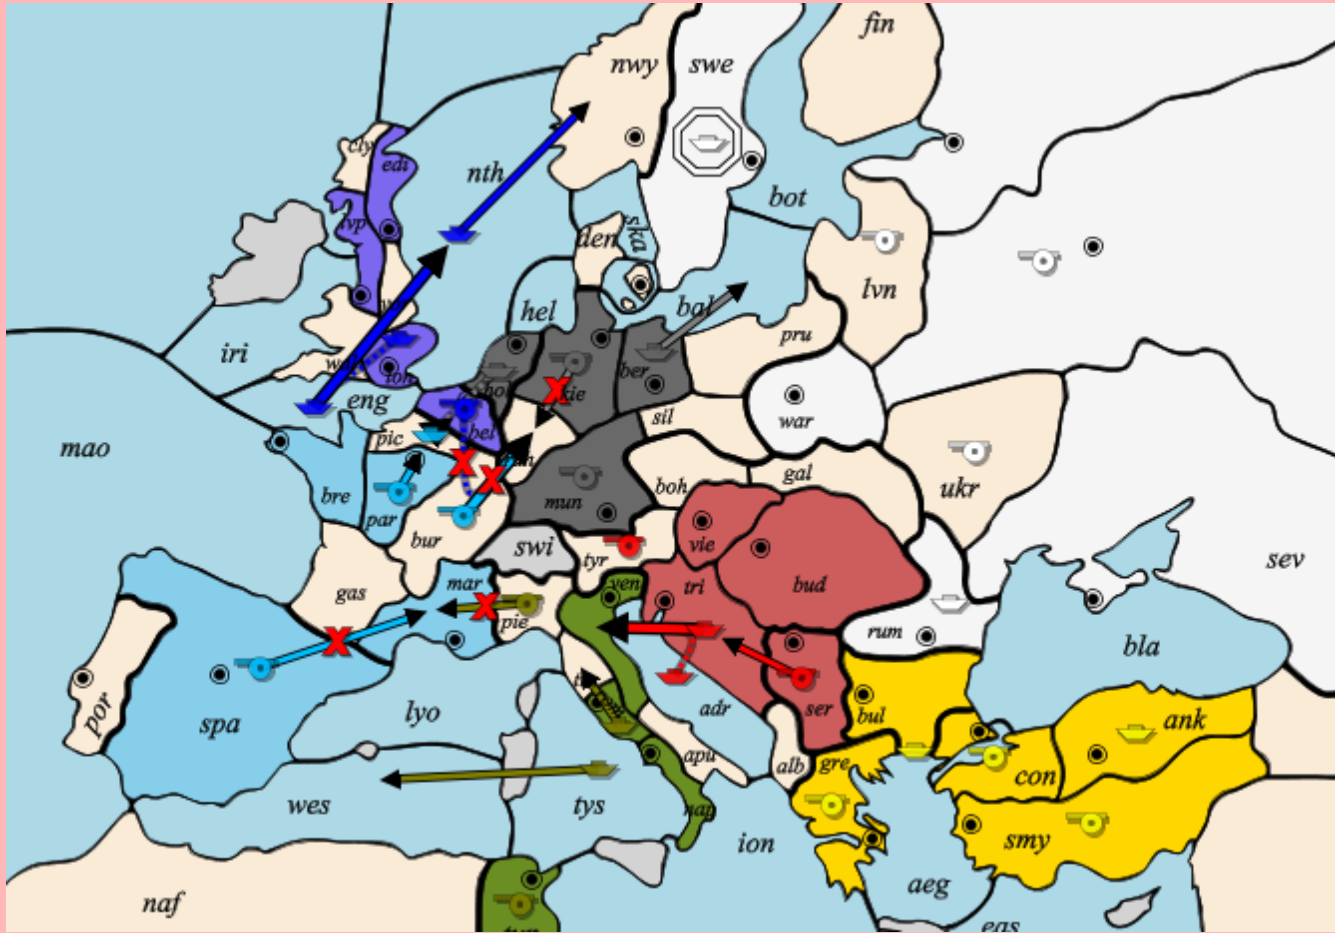 fin
nwy
swe
cly
edi
nth
bot
lvp
den
ska
lvn
hel
bal
iri
pru
wal
lon
eng
hol
kie
ber
sil
war
mao
pic
bel
gal
bre
par
mun
boh
ukr
bur
swi
tyr
vie
sev
gas
mar
ven
tri
bud
pie
rum
bla
por
spa
lyo
adr
ser
bul
ank
apu
alb
gre
con
wes
tys
nap
ion
smy
aeg
naf
eas
tun